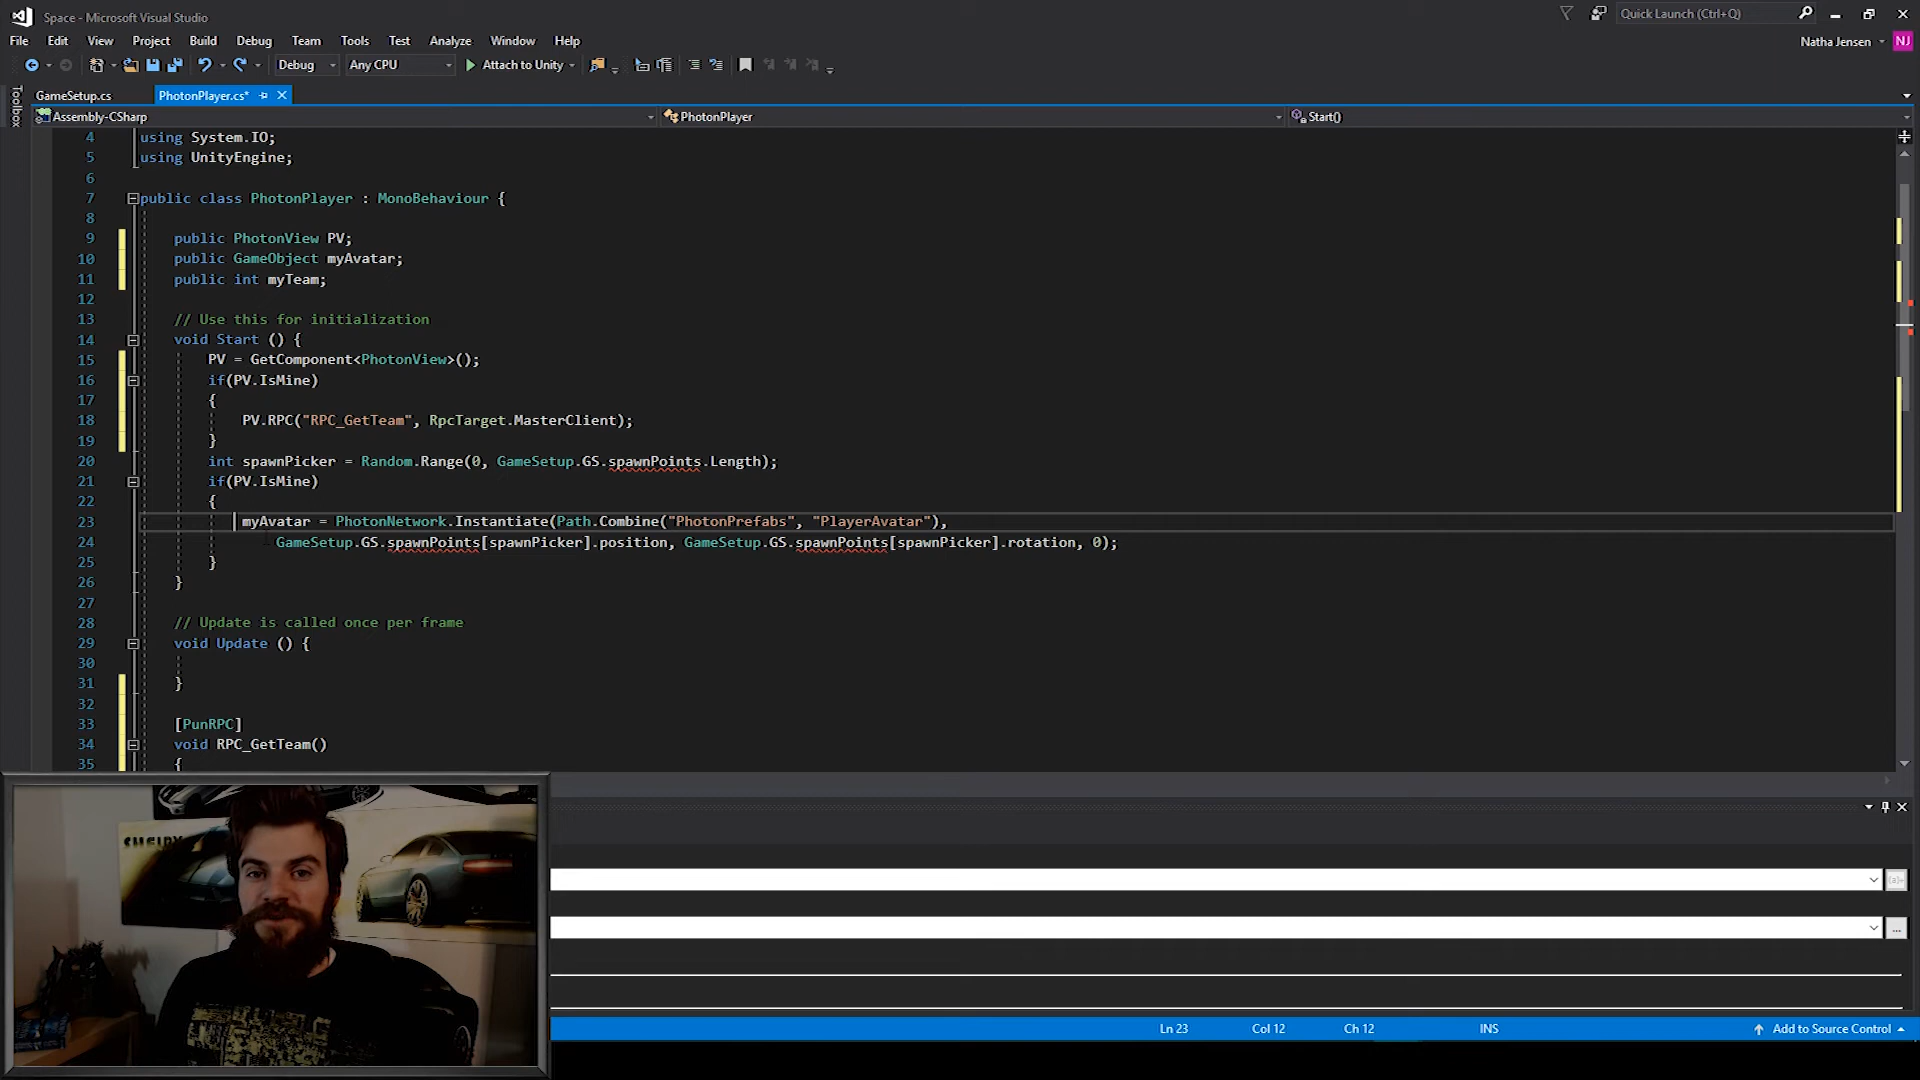 Space - Microsoft Visual Studio
Quick Launch (Ctrl+Q)
File Edit View Project Build Debug Team Tools Test Analyze Window Help
Natha Jensen NJ
Debug Any CPU Attach to Unity
Toolbox
GameSetup.cs PhotonPlayer.cs*
Assembly-CSharp PhotonPlayer Start()
4 using System.IO;
5 using UnityEngine;
6
7 public class PhotonPlayer : MonoBehaviour {
8
9 public PhotonView PV;
10 public GameObject myAvatar;
11 public int myTeam;
12
13 // Use this for initialization
14 void Start () {
15 PV = GetComponent<PhotonView>();
16 if(PV.IsMine)
17 {
18 PV.RPC("RPC_GetTeam", RpcTarget.MasterClient);
19 }
20 int spawnPicker = Random.Range(0, GameSetup.GS.spawnPoints.Length);
21 if(PV.IsMine)
22 {
23 myAvatar = PhotonNetwork.Instantiate(Path.Combine("PhotonPrefabs", "PlayerAvatar"),
24 GameSetup.GS.spawnPoints[spawnPicker].position, GameSetup.GS.spawnPoints[spawnPicker].rotation, 0);
25 }
26 }
27
28 // Update is called once per frame
29 void Update () {
30
31 }
32
33 [PunRPC]
34 void RPC_GetTeam()
35 {
Ln 23 Col 12 Ch 12 INS Add to Source Control